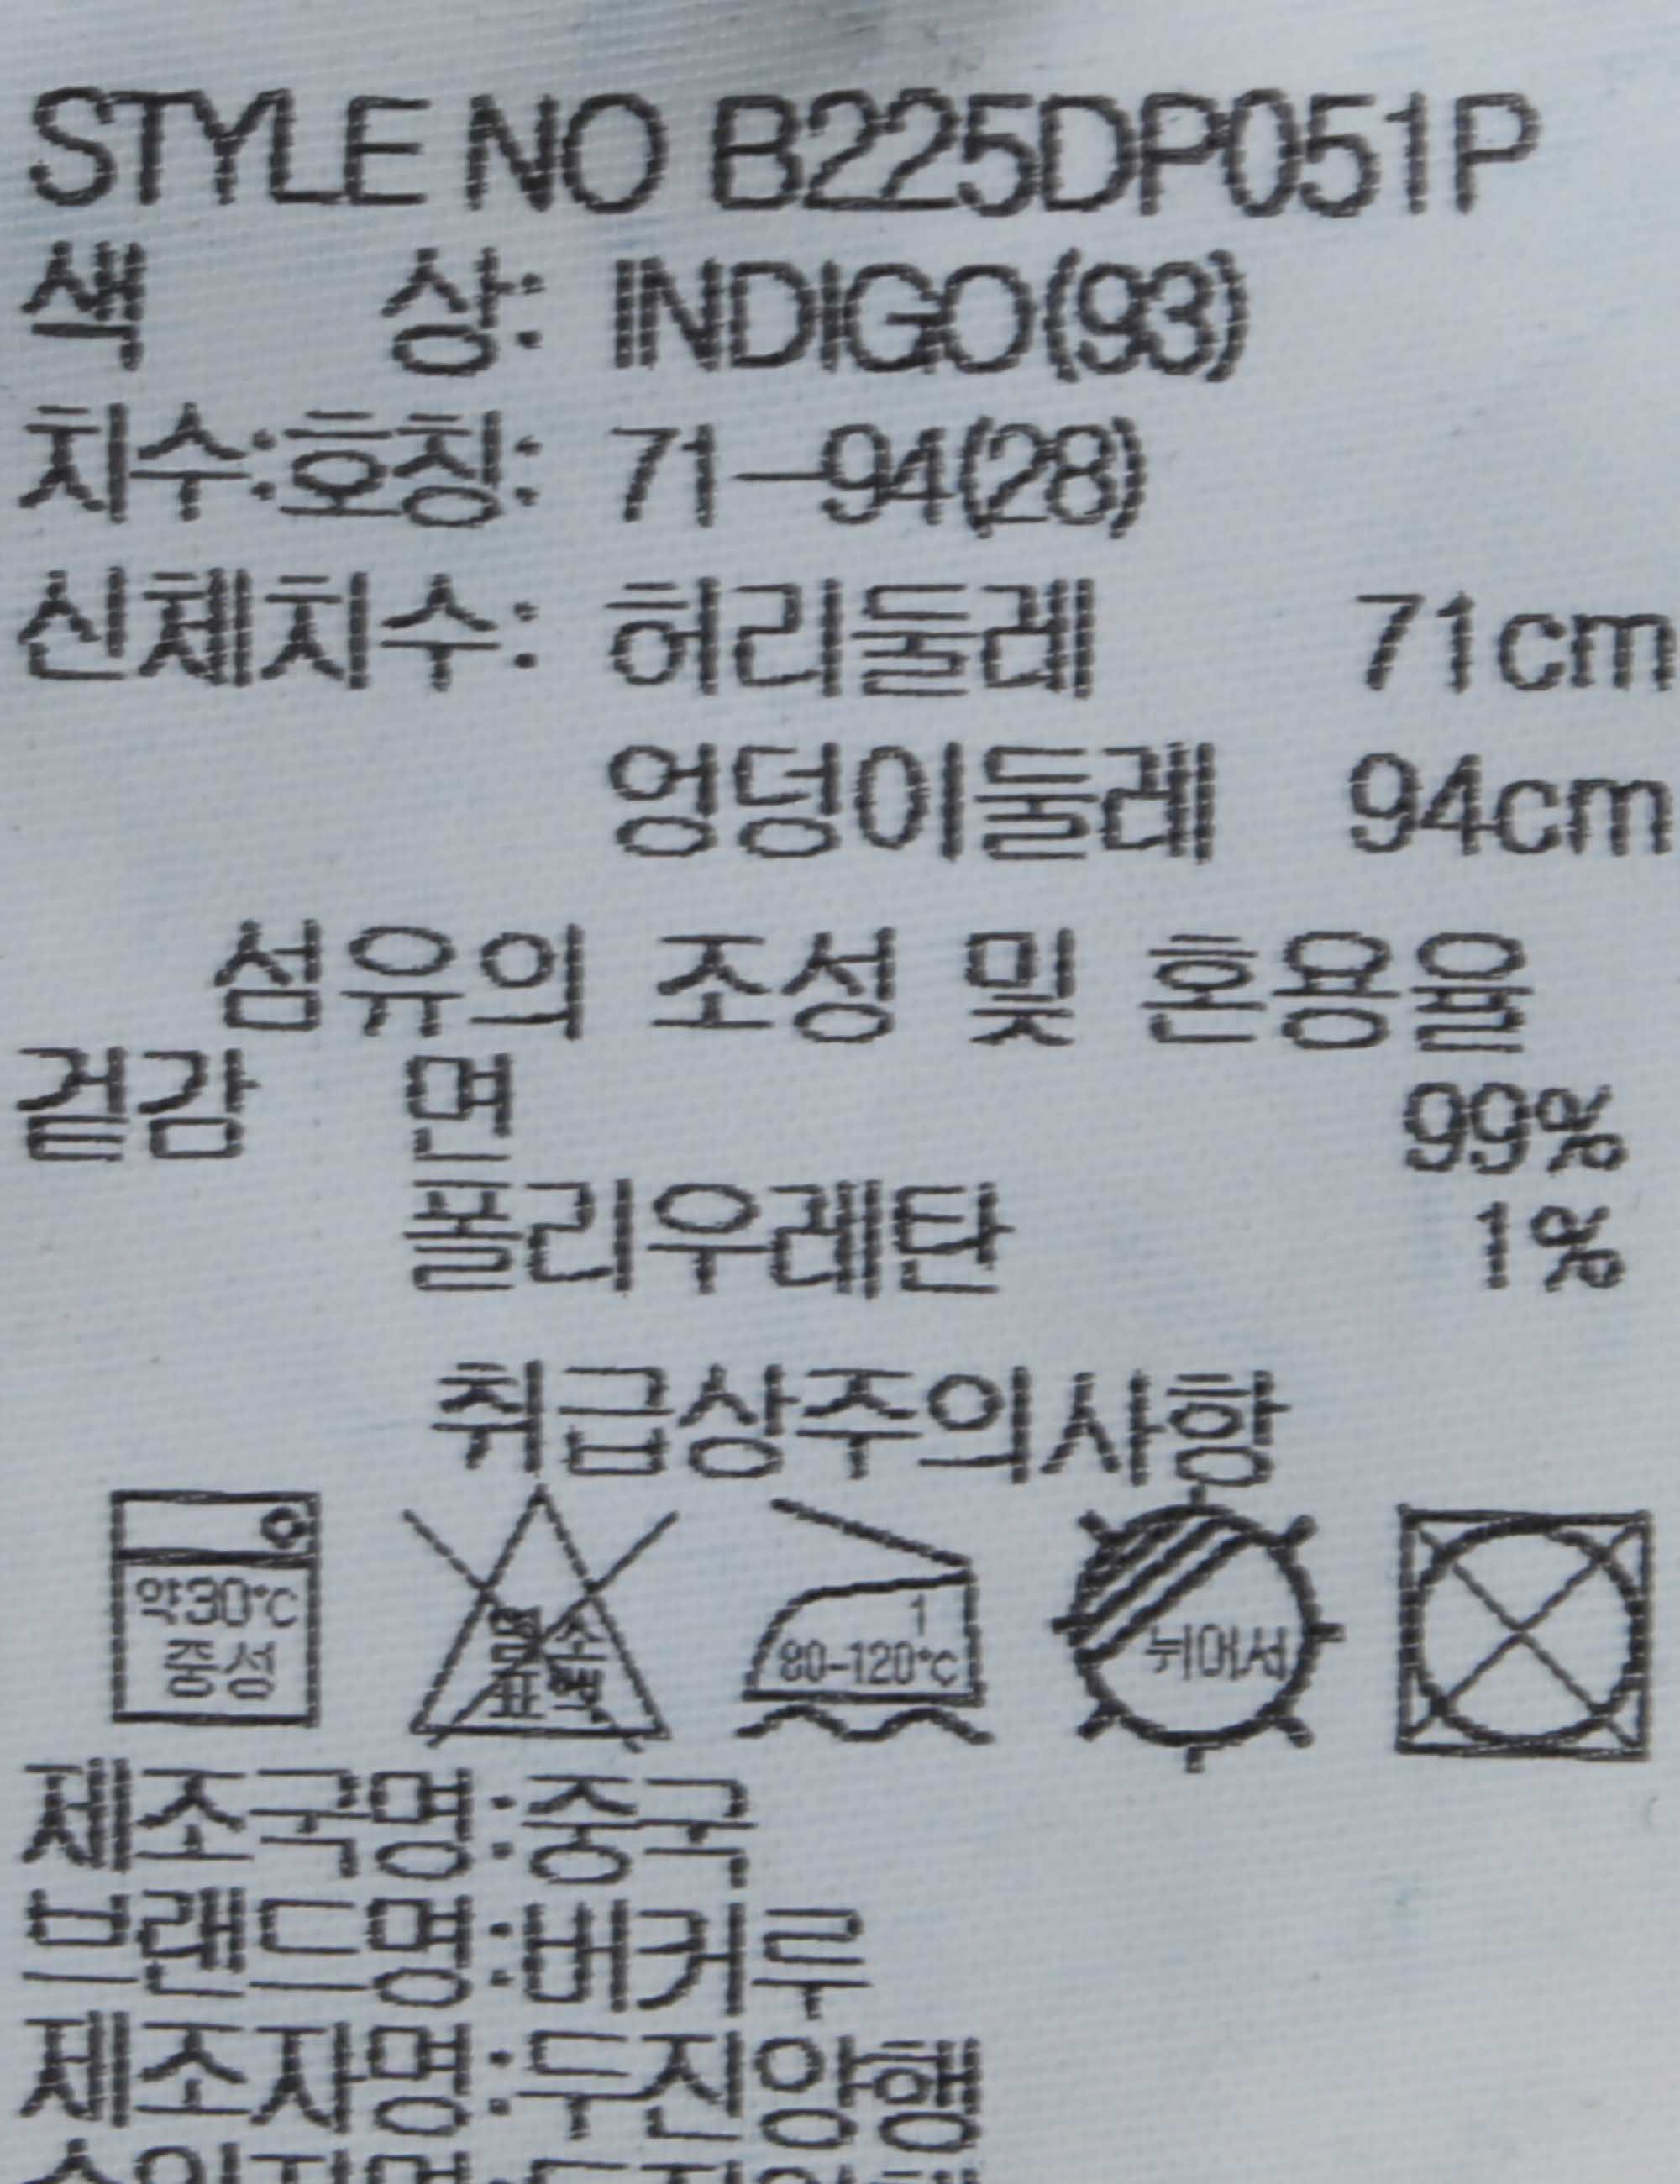 STYLE NO B225DP051P
색 상: INDIGO(93)
치수:호칭: 71-94(28)
신체치수: 허리둘레 71cm
엉덩이둘레 94cm
섬유의 조성 및 혼용율
겉감 면 99%
폴리우레탄 1%
취급상주의사항
약30℃
중성
염소
표백
1
80-120℃
뉘어서
제조국명:중국
브랜드명:버커루
제조자명:두진양행